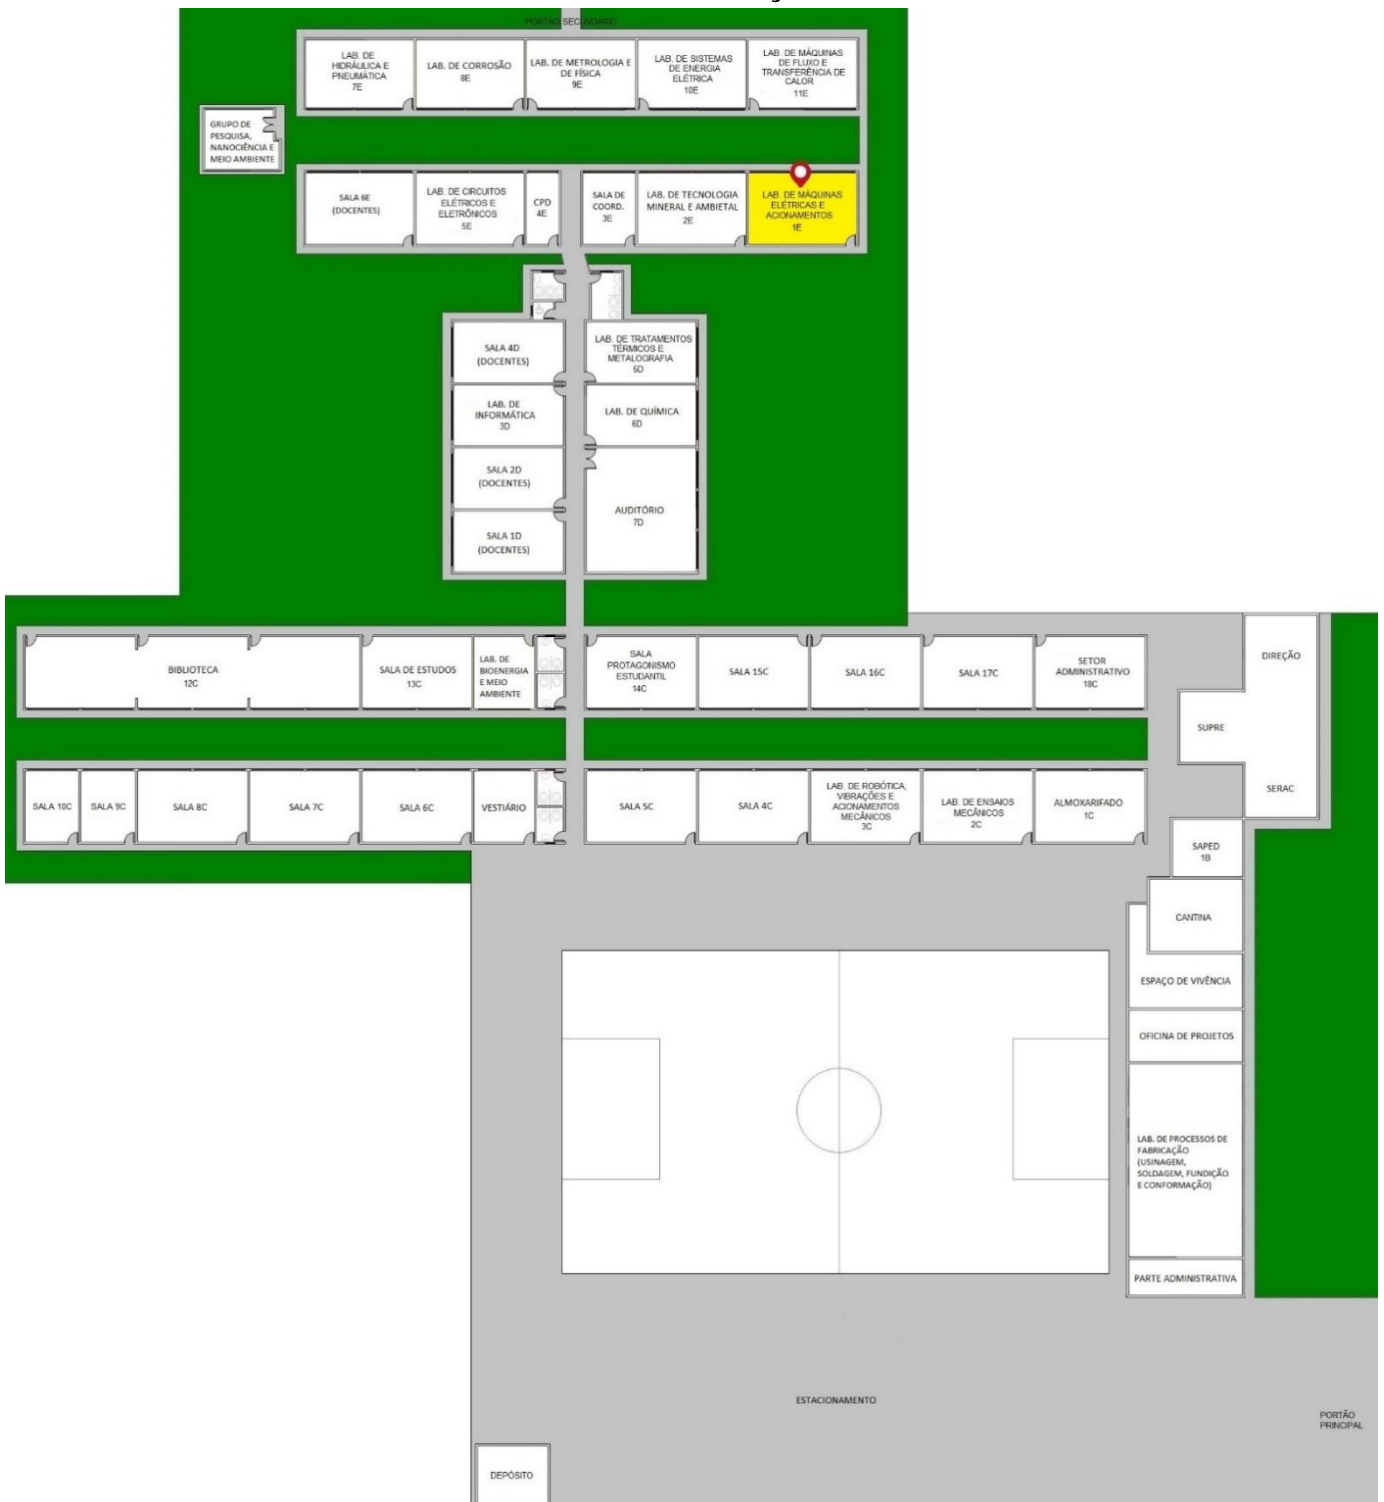 PORTÃO SECUNDARO
LAB. DE
HIDRÁULICA E
PNEUMÁTICA
7E
LAB. DE CORROSÃO
8E
LAB. DE METROLOGIA E
DE FÍSICA
9E
LAB. DE SISTEMAS
DE ENERGIA
ELÉTRICA
10E
LAB. DE MÁQUINAS
DE FLUXO E
TRANSFERÊNCIA DE
CALOR
11E
GRUPO DE
PESQUISA,
NANOCIÊNCIA E
MEIO AMBIENTE
SALA 6E
(DOCENTES)
LAB. DE CIRCUITOS
ELÉTRICOS E
ELETRÔNICOS
5E
CPD
4E
SALA DE
COORD.
3E
LAB. DE TECNOLOGIA
MINERAL E AMBIETAL
2E
LAB. DE MÁQUINAS
ELÉTRICAS E
ACIONAMENTOS
1E
SALA 4D
(DOCENTES)
LAB. DE TRATAMENTOS
TÉRMICOS E
METALOGRAFIA
5D
LAB. DE
INFORMÁTICA
3D
LAB. DE QUÍMICA
6D
SALA 2D
(DOCENTES)
AUDITÓRIO
7D
SALA 1D
(DOCENTES)
BIBLIOTECA
12C
SALA DE ESTUDOS
13C
LAB. DE
BIOENERGIA
E MEIO
AMBIENTE
SALA
PROTAGONISMO
ESTUDANTIL
14C
SALA 15C
SALA 16C
SALA 17C
SETOR
ADMINISTRATIVO
18C
DIREÇÃO
SUPRE
SERAC
SALA 10C
SALA 9C
SALA 8C
SALA 7C
SALA 6C
VESTIÁRIO
SALA 5C
SALA 4C
LAB. DE ROBÓTICA,
VIBRAÇÕES E
ACIONAMENTOS
MECÂNICOS
3C
LAB. DE ENSAIOS
MECÂNICOS
2C
ALMOXARIFADO
1C
SAPED
1B
CANTINA
ESPAÇO DE VIVÊNCIA
OFICINA DE PROJETOS
LAB. DE PROCESSOS DE
FABRICAÇÃO
(USINAGEM,
SOLDAGEM, FUNDIÇÃO
E CONFORMAÇÃO)
PARTE ADMINISTRATIVA
ESTACIONAMENTO
PORTÃO
PRINCIPAL
DEPÓSITO